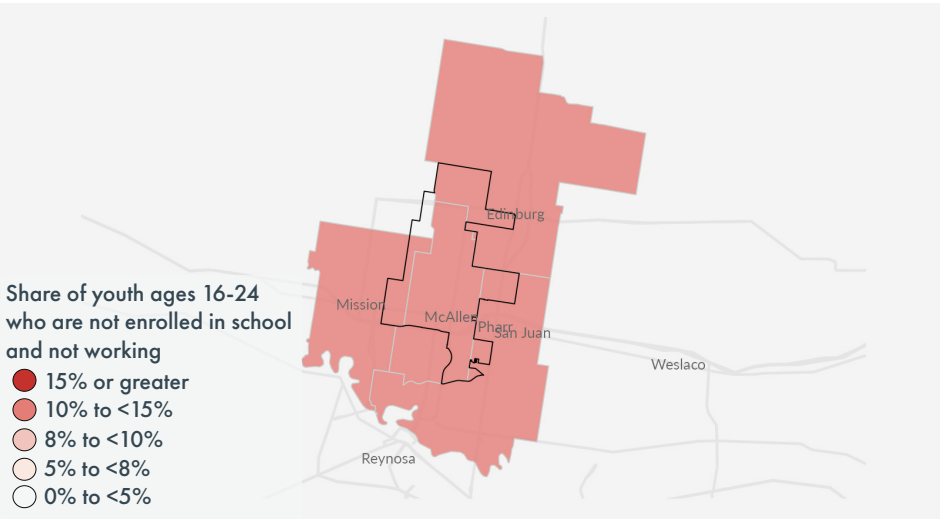 Edinburg
Mission
McAllen
Pharr
San Juan
Weslaco
Reynosa
Share of youth ages 16-24
who are not enrolled in school
and not working
15% or greater
10% to <15%
8% to <10%
5% to <8%
0% to <5%